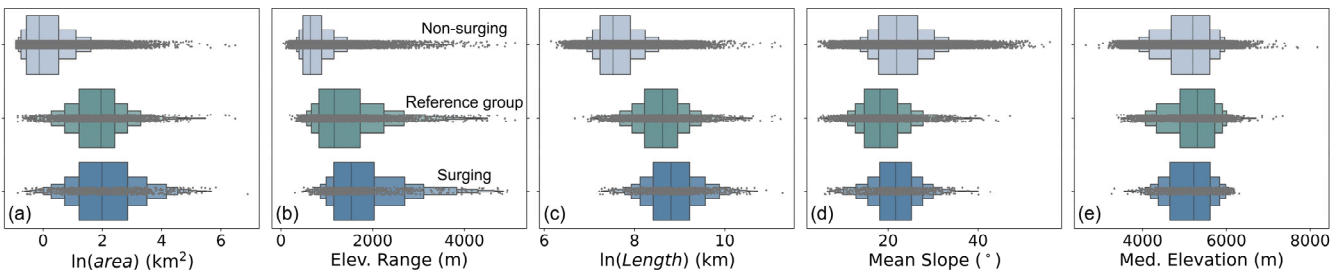 Non-surging
Reference group
Surging
(a) (b) (c) (d) (e)
0 2 4 6 0 2000 4000 6 8 10 20 40 4000 6000 8000
ln(area) (km²) Elev. Range (m) ln(Length) (km) Mean Slope (°) Med. Elevation (m)